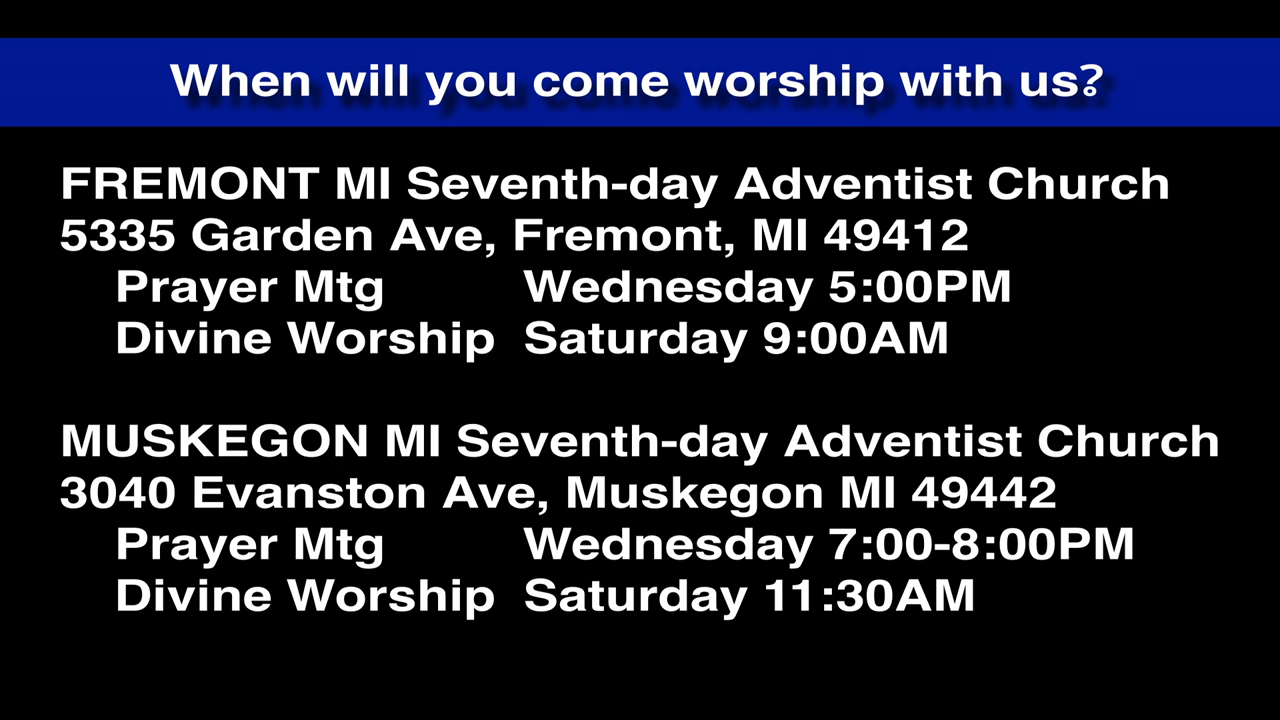 When will you come worship with us?
FREMONT MI Seventh-day Adventist Church
5335 Garden Ave, Fremont, MI 49412
Prayer Mtg Wednesday 5:00PM
Divine Worship Saturday 9:00AM
MUSKEGON MI Seventh-day Adventist Church
3040 Evanston Ave, Muskegon MI 49442
Prayer Mtg Wednesday 7:00-8:00PM
Divine Worship Saturday 11:30AM